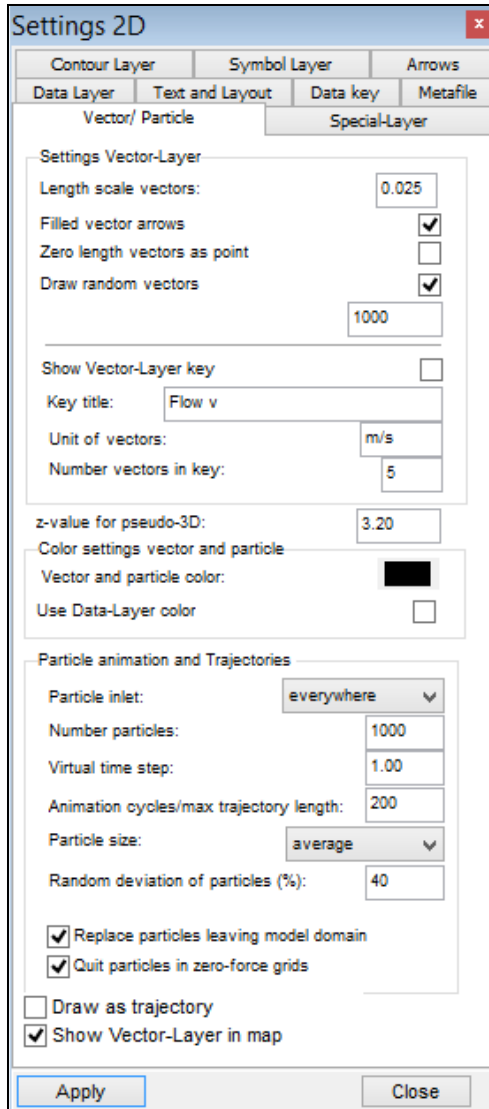 Settings 2D
x
Contour Layer Symbol Layer Arrows
Data Layer Text and Layout Data key Metafile
Vector/ Particle Special-Layer
Settings Vector-Layer
Length scale vectors: 0.025
Filled vector arrows
Zero length vectors as point
Draw random vectors
1000
Show Vector-Layer key
Key title: Flow v
Unit of vectors: m/s
Number vectors in key: 5
z-value for pseudo-3D: 3.20
Color settings vector and particle
Vector and particle color:
Use Data-Layer color
Particle animation and Trajectories
Particle inlet: everywhere
Number particles: 1000
Virtual time step: 1.00
Animation cycles/max trajectory length: 200
Particle size: average
Random deviation of particles (%): 40
Replace particles leaving model domain
Quit particles in zero-force grids
Draw as trajectory
Show Vector-Layer in map
Apply Close